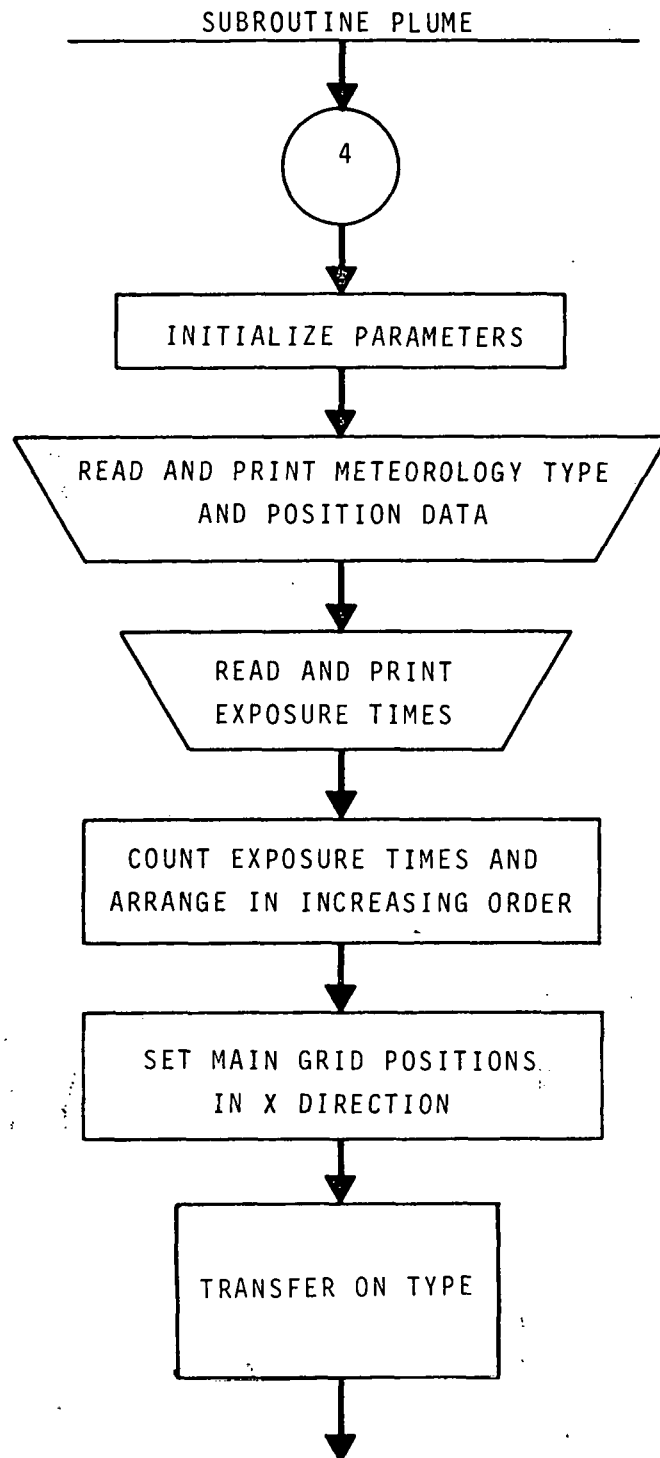 SUBROUTINE PLUME
4
INITIALIZE PARAMETERS
READ AND PRINT METEOROLOGY TYPE
AND POSITION DATA
READ AND PRINT
EXPOSURE TIMES
COUNT EXPOSURE TIMES AND
ARRANGE IN INCREASING ORDER
SET MAIN GRID POSITIONS
IN X DIRECTION
TRANSFER ON TYPE